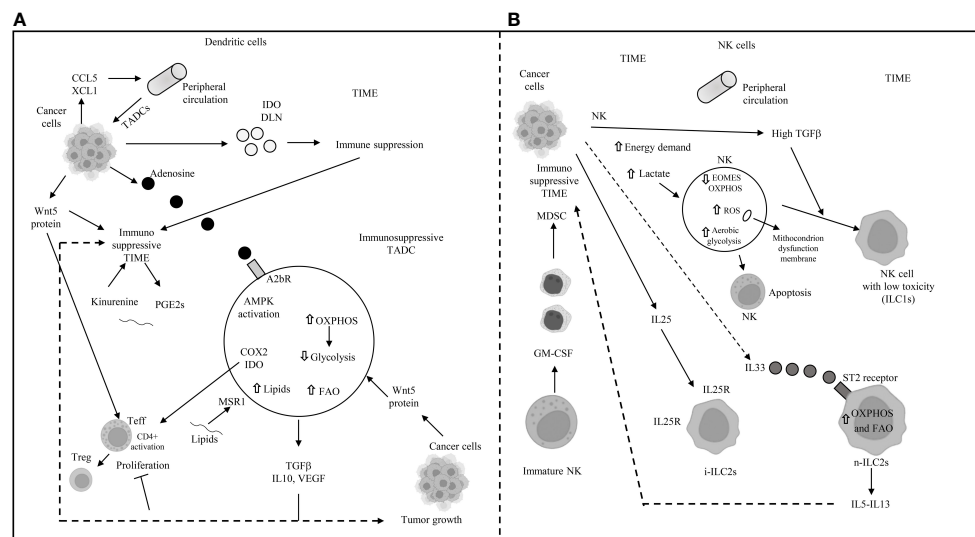 A
Dendritic cells
CCL5
XCL1
Peripheral
circulation
TADCs
Cancer
cells
IDO
DLN
TIME
Immune suppression
Adenosine
Wnt5
protein
Immuno
suppressive
TIME
Immunosuppressive
TADC
Kinurenine
PGE2s
A2bR
AMPK
activation
OXPHOS
Glycolysis
COX2
IDO
Lipids
FAO
MSR1
Lipids
Wnt5
protein
Teff
CD4+
activation
Treg
Proliferation
Cancer cells
TGFβ
IL10, VEGF
Tumor growth
B
NK cells
TIME
TIME
Cancer
cells
Peripheral
circulation
NK
High TGFβ
Energy demand
Lactate
NK
EOMES
OXPHOS
ROS
Aerobic
glycolysis
Mithocondrion
dysfunction
membrane
Immuno
suppressive
TIME
MDSC
NK cell
with low toxicity
(ILC1s)
Apoptosis
NK
IL25
GM-CSF
IL33
ST2 receptor
IL25R
IL25R
OXPHOS
and FAO
Immature NK
i-ILC2s
n-ILC2s
IL5-IL13